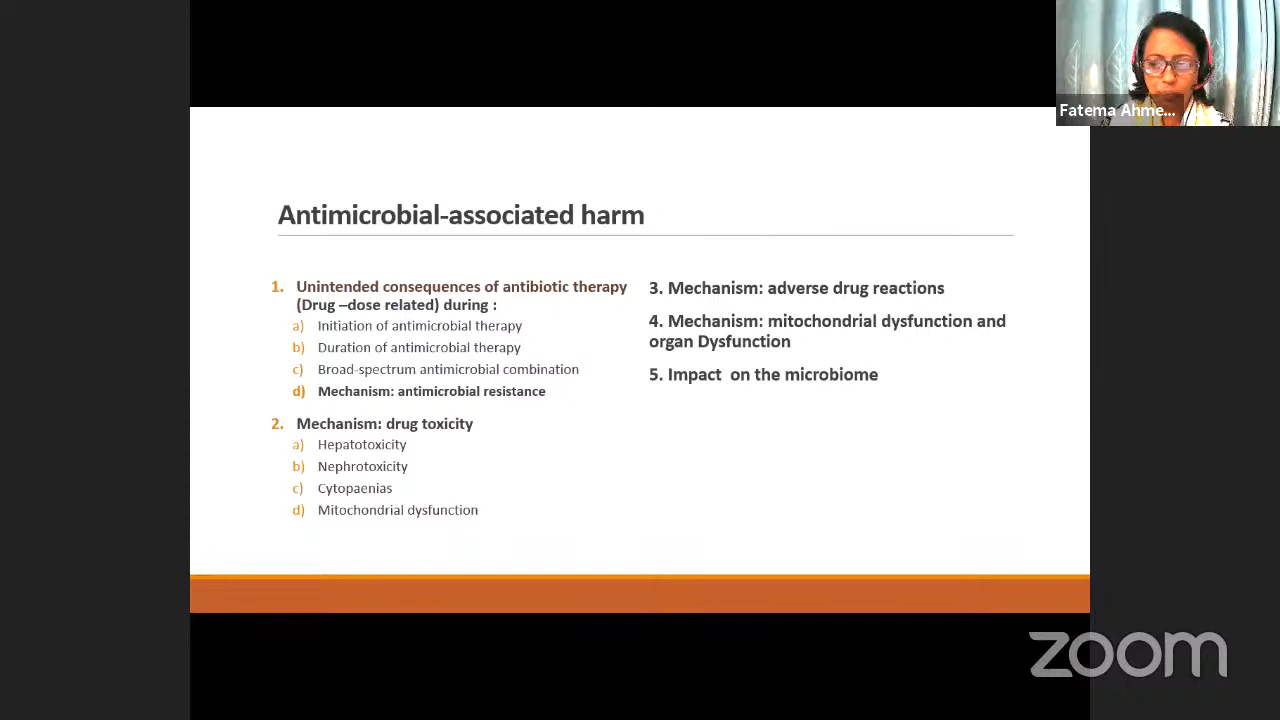 Fatema Ahme...
Antimicrobial-associated harm
1. Unintended consequences of antibiotic therapy
(Drug –dose related) during :
a) Initiation of antimicrobial therapy
b) Duration of antimicrobial therapy
c) Broad-spectrum antimicrobial combination
d) Mechanism: antimicrobial resistance
2. Mechanism: drug toxicity
a) Hepatotoxicity
b) Nephrotoxicity
c) Cytopaenias
d) Mitochondrial dysfunction
3. Mechanism: adverse drug reactions
4. Mechanism: mitochondrial dysfunction and
organ Dysfunction
5. Impact on the microbiome
zoom